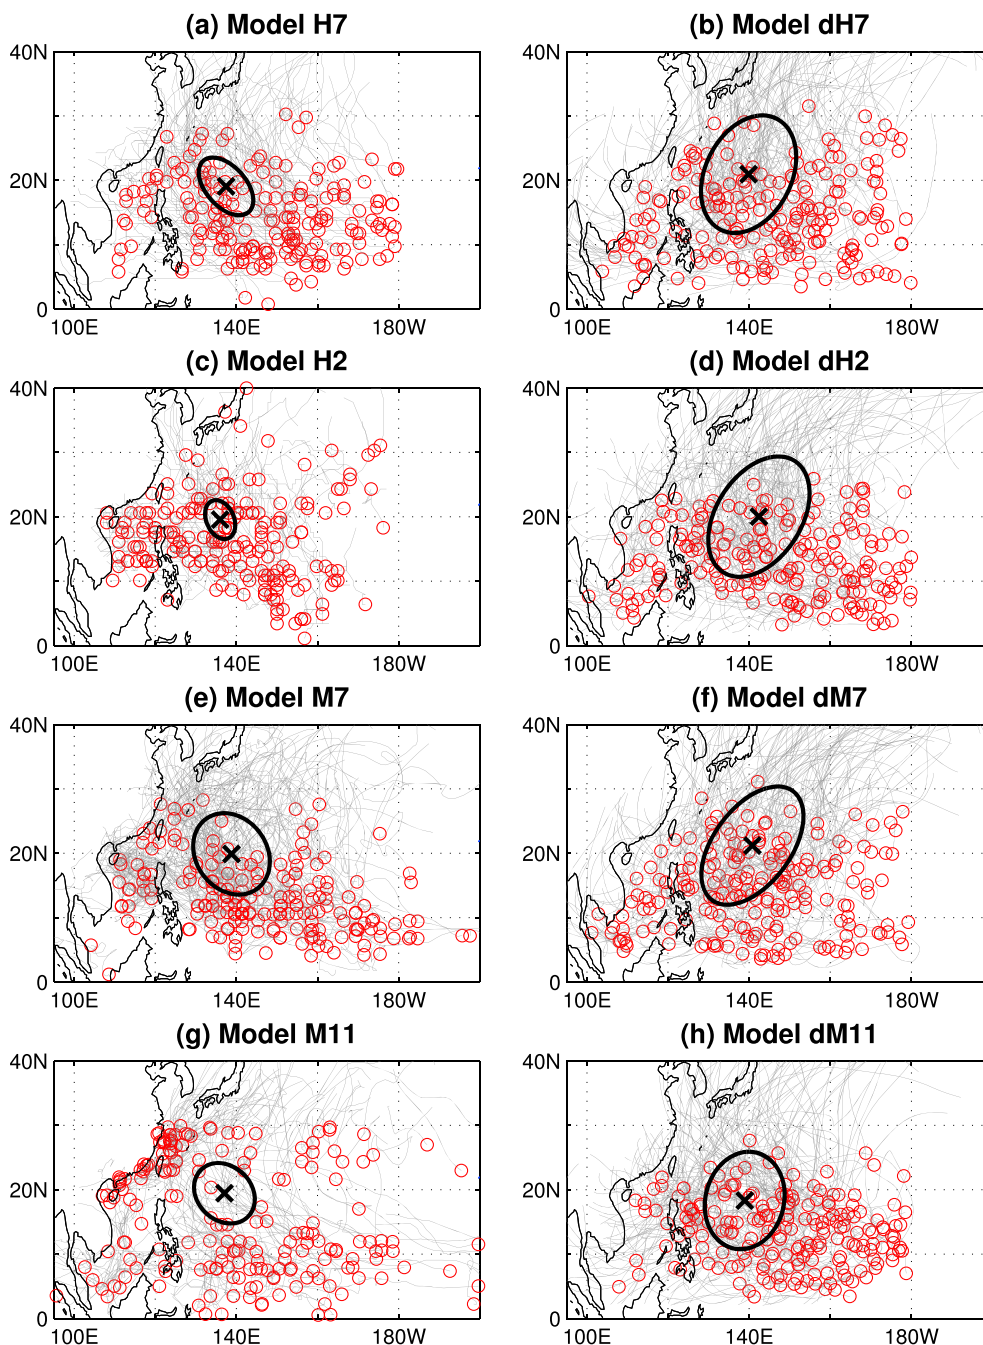 (a) Model H7
(b) Model dH7
40N
20N
0
100E 140E 180W
40N
20N
0
100E 140E 180W
(c) Model H2
(d) Model dH2
40N
20N
0
100E 140E 180W
40N
20N
0
100E 140E 180W
(e) Model M7
(f) Model dM7
40N
20N
0
100E 140E 180W
40N
20N
0
100E 140E 180W
(g) Model M11
(h) Model dM11
40N
20N
0
100E 140E 180W
40N
20N
0
100E 140E 180W